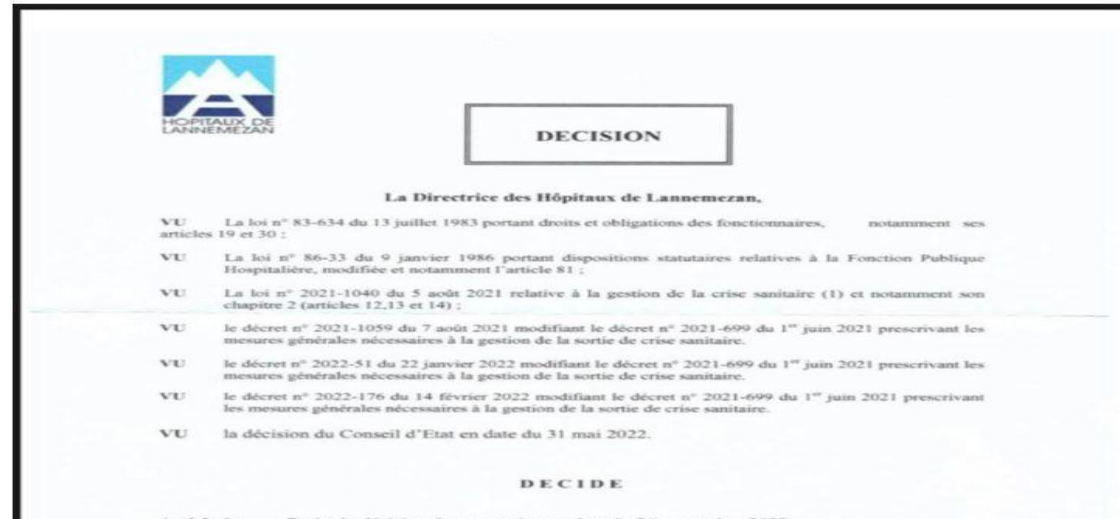 HOPITAUX DE
LANNEMEZAN
DECISION
La Directrice des Hôpitaux de Lannemezan,
VU La loi n° 83-634 du 13 juillet 1983 portant droits et obligations des fonctionnaires, notamment ses
articles 19 et 30 ;
VU La loi n° 86-33 du 9 janvier 1986 portant dispositions statutaires relatives à la Fonction Publique
Hospitalière, modifiée et notamment l'article 81 ;
VU La loi n° 2021-1040 du 5 août 2021 relative à la gestion de la crise sanitaire (1) et notamment son
chapitre 2 (articles 12,13 et 14) ;
VU le décret n° 2021-1059 du 7 août 2021 modifiant le décret n° 2021-699 du 1er juin 2021 prescrivant les
mesures générales nécessaires à la gestion de la sortie de crise sanitaire.
VU le décret n° 2022-51 du 22 janvier 2022 modifiant le décret n° 2021-699 du 1er juin 2021 prescrivant les
mesures générales nécessaires à la gestion de la sortie de crise sanitaire.
VU le décret n° 2022-176 du 14 février 2022 modifiant le décret n° 2021-699 du 1er juin 2021 prescrivant
les mesures générales nécessaires à la gestion de la sortie de crise sanitaire.
VU la décision du Conseil d'Etat en date du 31 mai 2022.
DECIDE